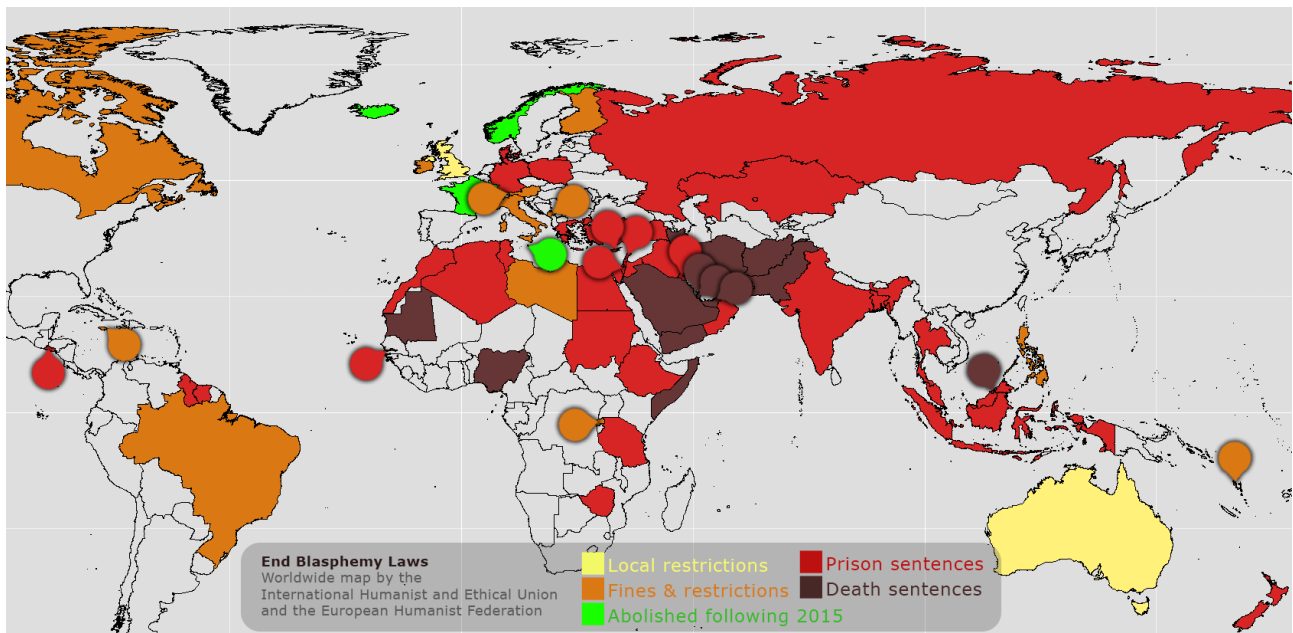 End Blasphemy Laws
Worldwide map by the
International Humanist and Ethical Union
and the European Humanist Federation
Local restrictions
Fines & restrictions
Abolished following 2015
Prison sentences
Death sentences